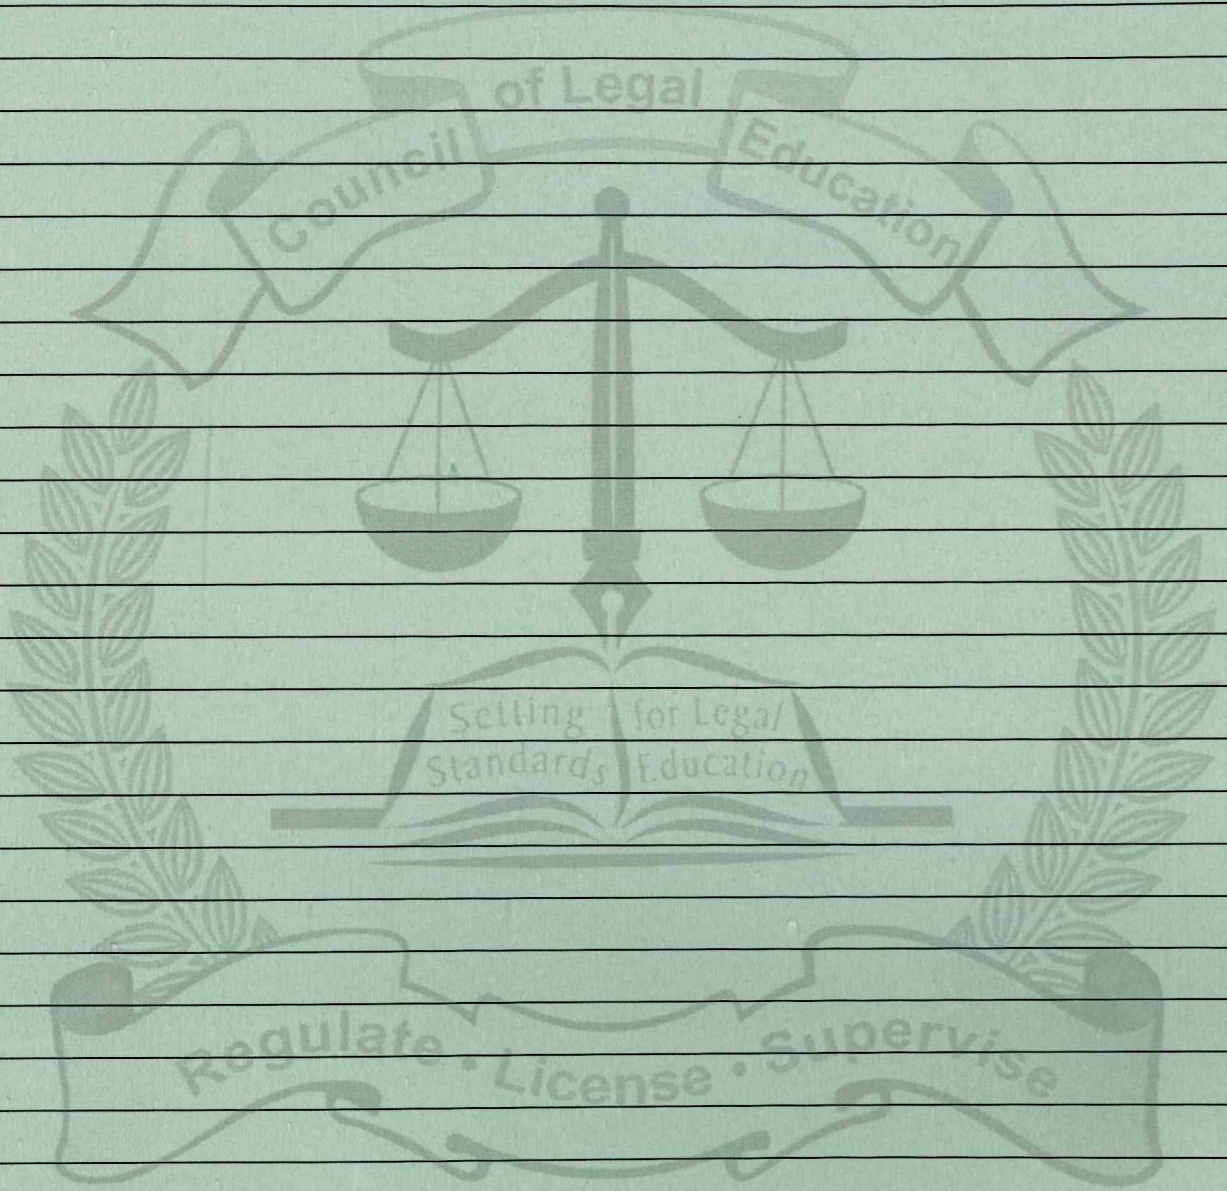 Council of Legal Education
Setting for Legal
Standards Education
Regulate • License • Supervise